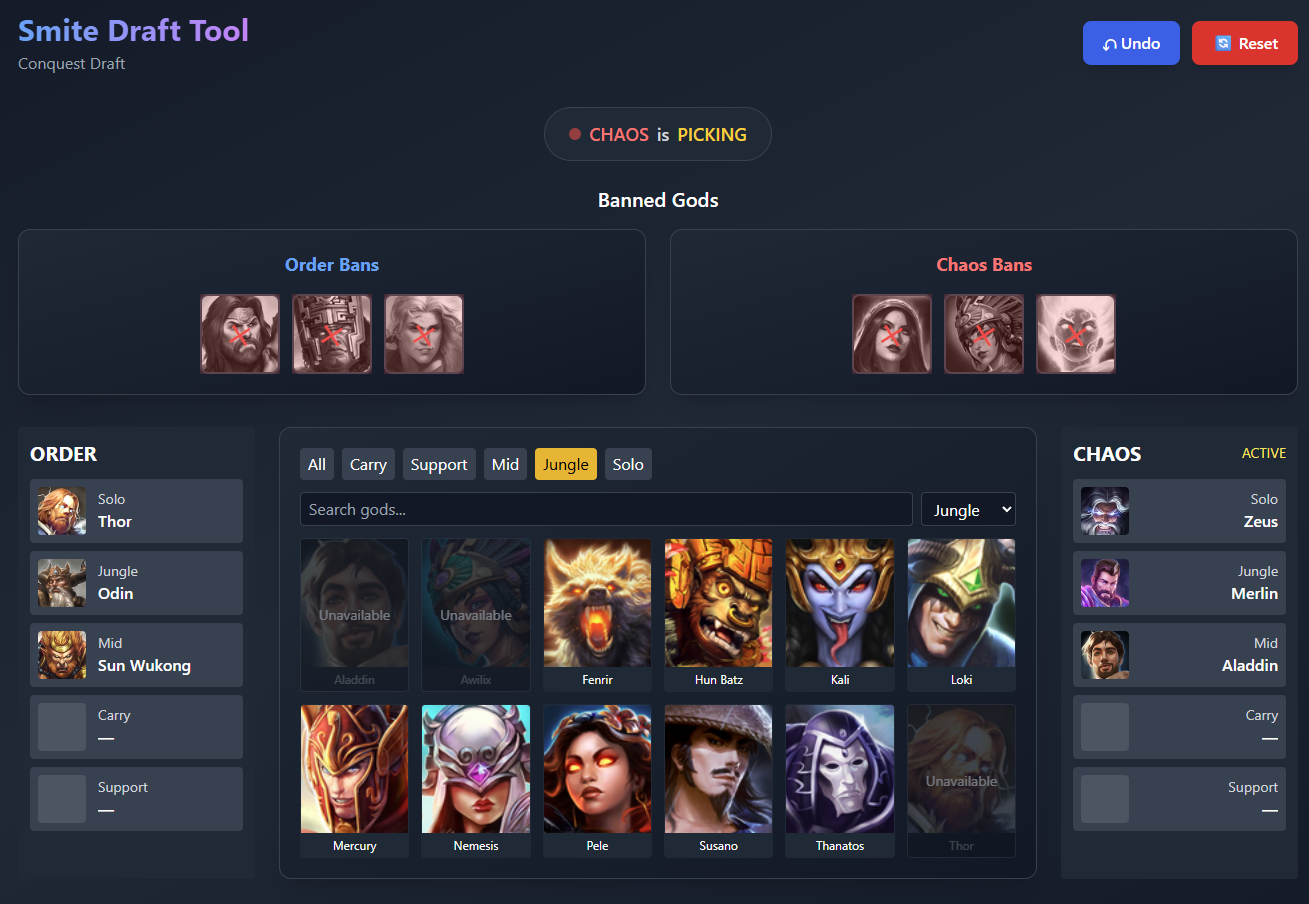 Smite Draft Tool
Conquest Draft
Undo
Reset
CHAOS is PICKING
Banned Gods
Order Bans
Chaos Bans
ORDER
Solo
Thor
Jungle
Odin
Mid
Sun Wukong
Carry
—
Support
—
All Carry Support Mid Jungle Solo
Search gods...
Jungle
Unavailable Unavailable
Aladdin Awilix Fenrir Hun Batz Kali Loki
Unavailable
Mercury Nemesis Pele Susano Thanatos Thor
CHAOS ACTIVE
Solo
Zeus
Jungle
Merlin
Mid
Aladdin
Carry
—
Support
—